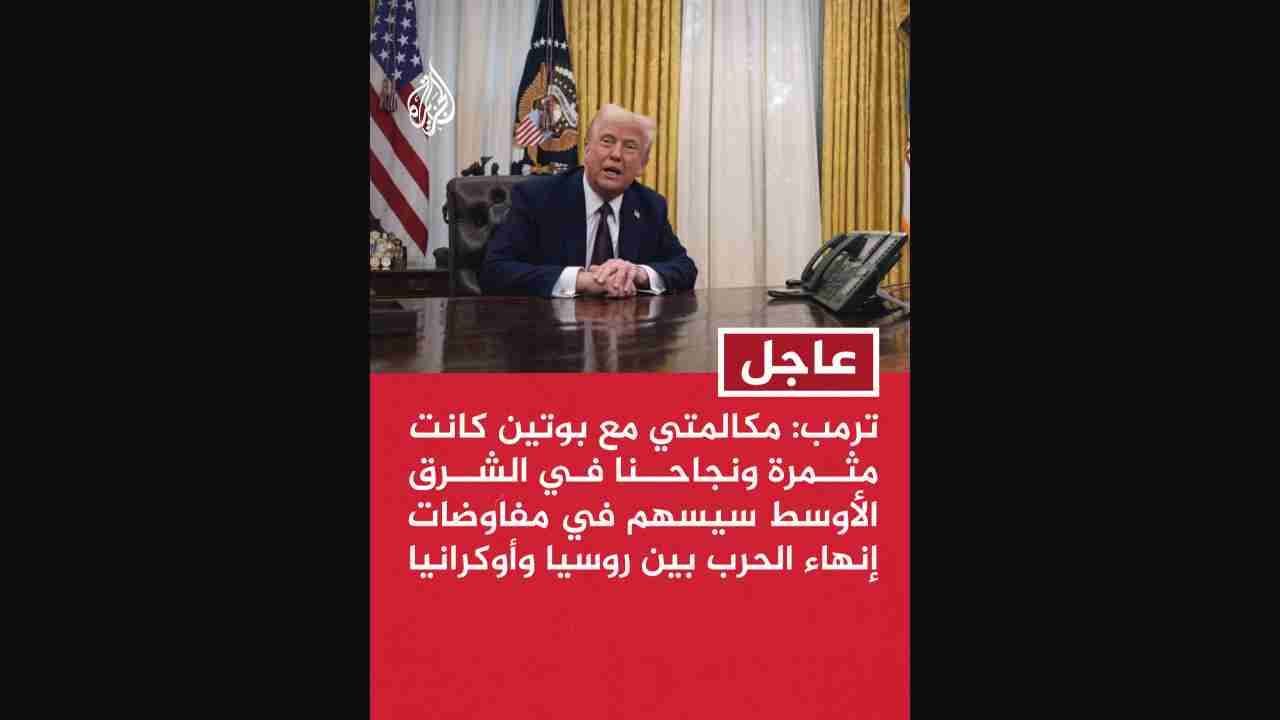 الجزيرة
عاجل
ترمب: مكالمتي مع بوتين كانت
مثمرة ونجاحنا في الشرق
الأوسط سيسهم في مفاوضات
إنهاء الحرب بين روسيا وأوكرانيا